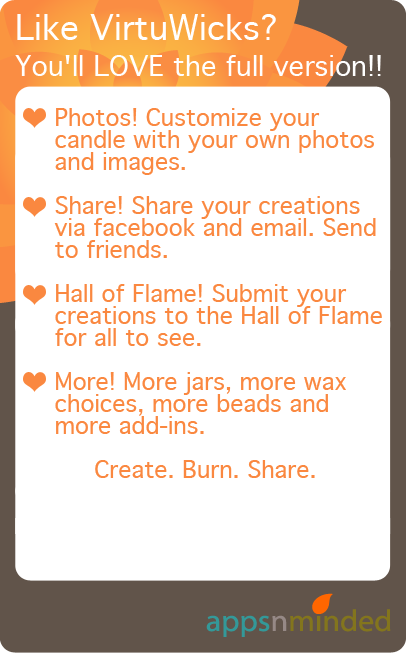 Like VirtuWicks?
You'll LOVE the full version!!
Photos! Customize your
candle with your own photos
and images.
Share! Share your creations
via facebook and email. Send
to friends.
Hall of Flame! Submit your
creations to the Hall of Flame
for all to see.
More! More jars, more wax
choices, more beads and
more add-ins.
Create. Burn. Share.
appsnminded